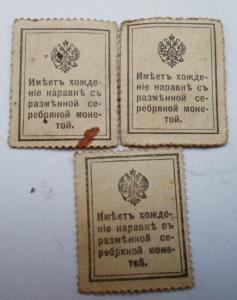 Имѣетъ хожде-
ніе наравнѣ съ
размѣнной се-
ребряной моне-
той.
Имѣетъ хожде-
ніе наравнѣ съ
размѣнной се-
ребряной моне-
той.
Имѣетъ хожде-
ніе наравнѣ съ
размѣнной се-
ребряной моне-
той.